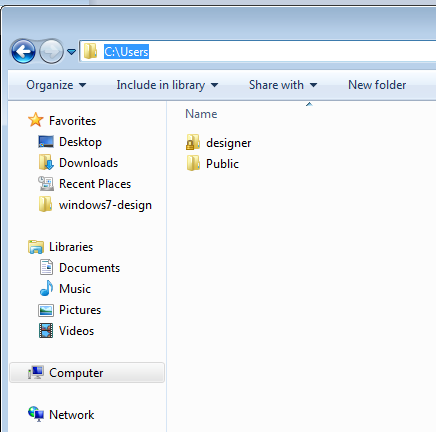 C:\Users
Organize Include in library Share with New folder
Favorites
Desktop
Downloads
Recent Places
windows7-design
Libraries
Documents
Music
Pictures
Videos
Computer
Network
Name
designer
Public